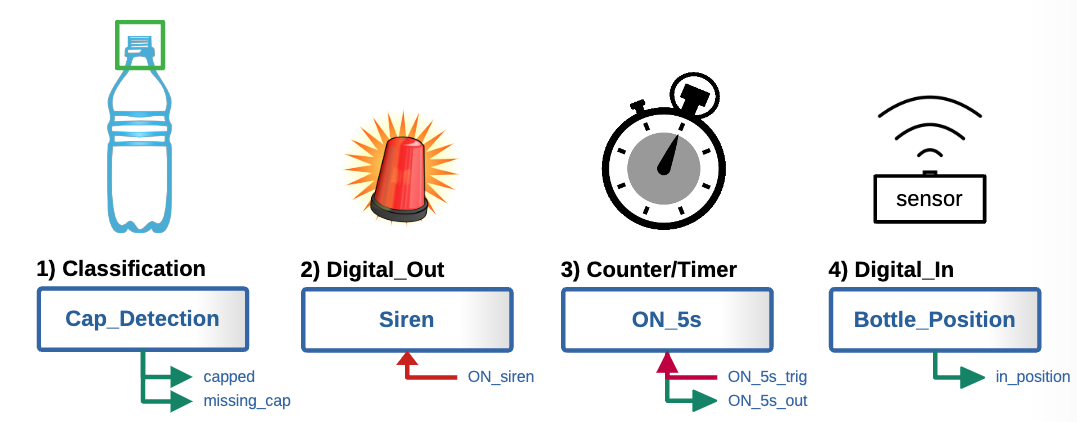 sensor
1) Classification
2) Digital_Out
3) Counter/Timer
4) Digital_In
Cap_Detection
Siren
ON_5s
Bottle_Position
capped
missing_cap
ON_siren
ON_5s_trig
ON_5s_out
in_position